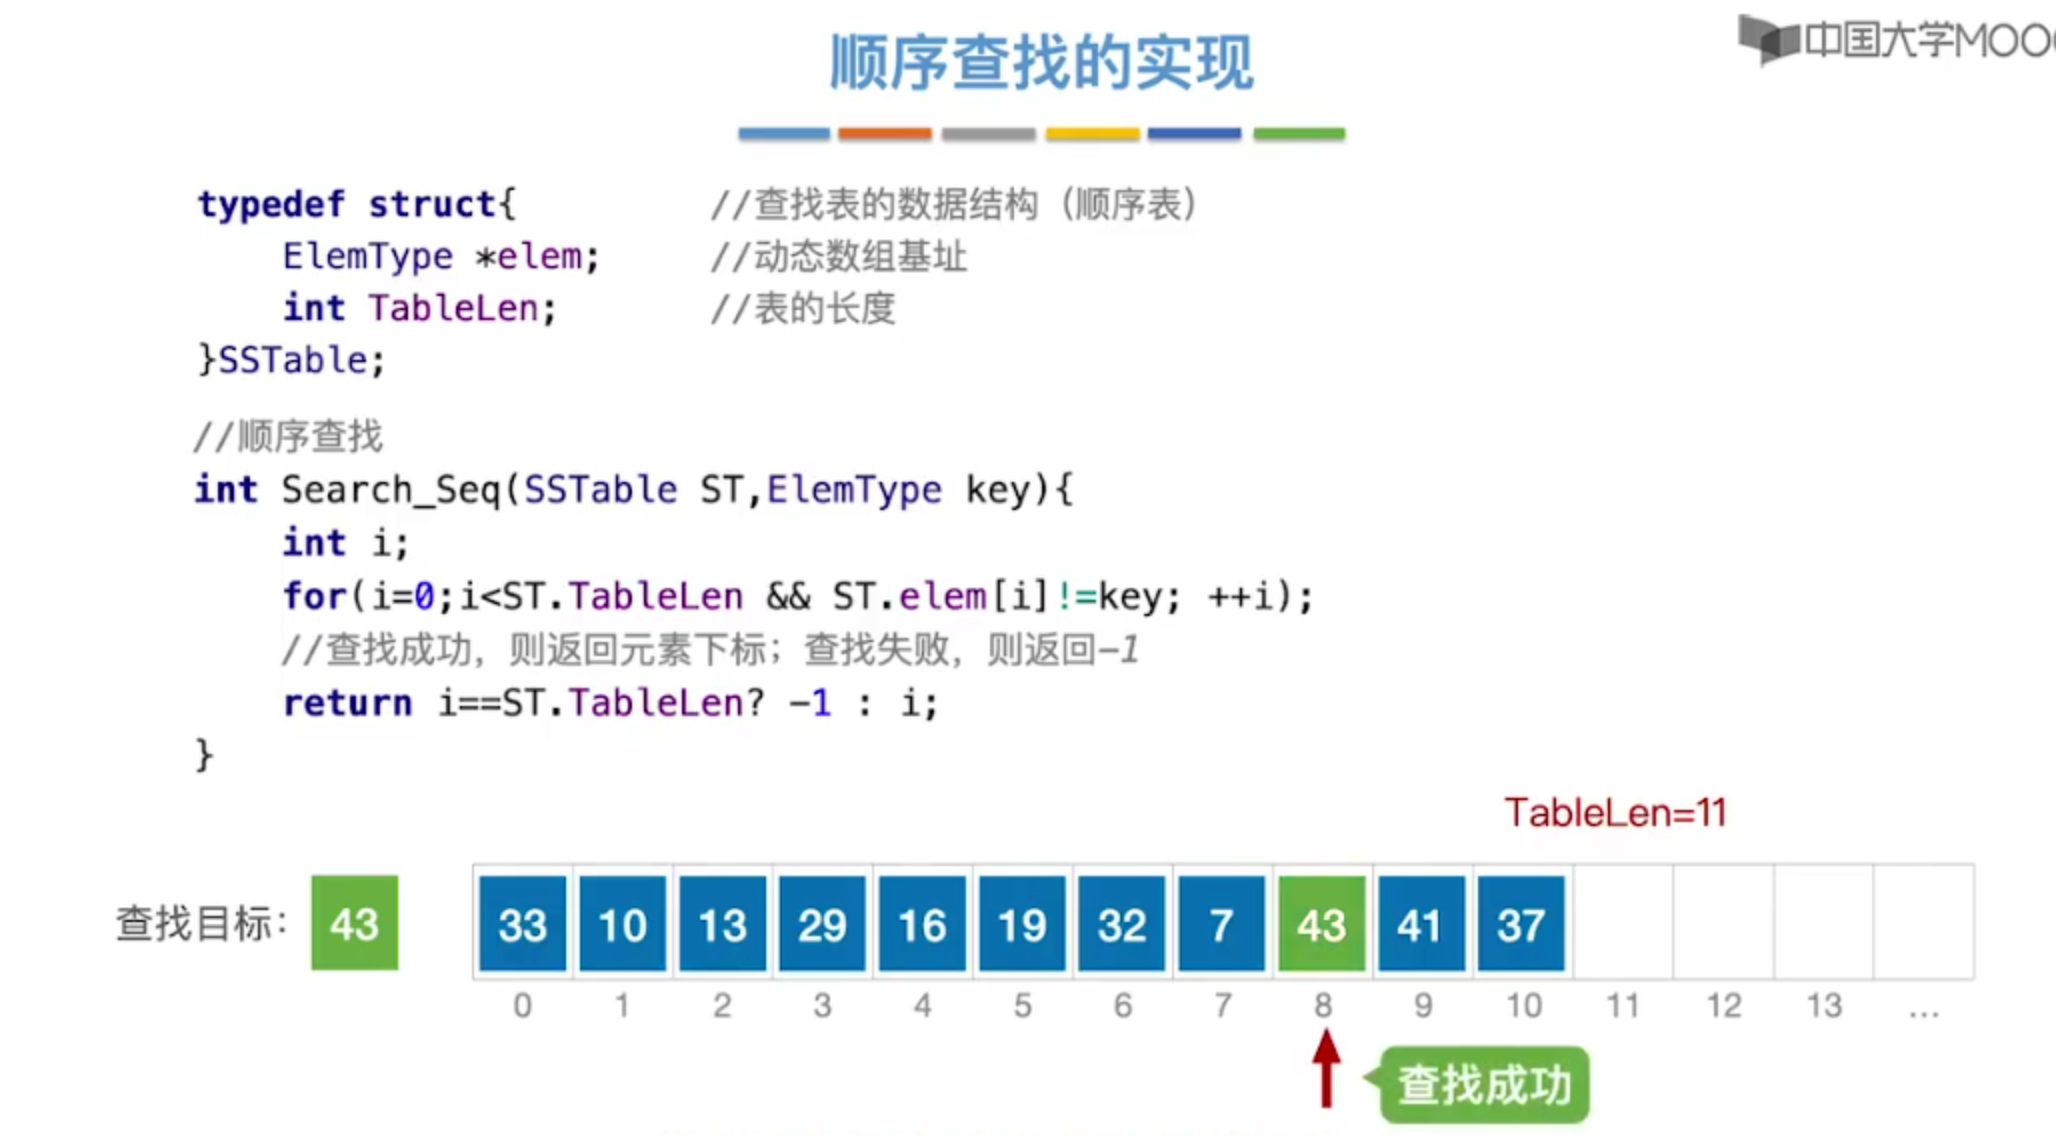 顺序查找的实现
中国大学MOO
typedef struct{ //查找表的数据结构（顺序表）
ElemType *elem; //动态数组基址
int TableLen; //表的长度
}SSTable;
//顺序查找
int Search_Seq(SSTable ST,ElemType key){
int i;
for(i=0;i<ST.TableLen && ST.elem[i]!=key; ++i);
//查找成功，则返回元素下标；查找失败，则返回-1
return i==ST.TableLen? -1 : i;
}
TableLen=11
查找目标： 43 33 10 13 29 16 19 32 7 43 41 37
0 1 2 3 4 5 6 7 8 9 10 11 12 13 ...
查找成功